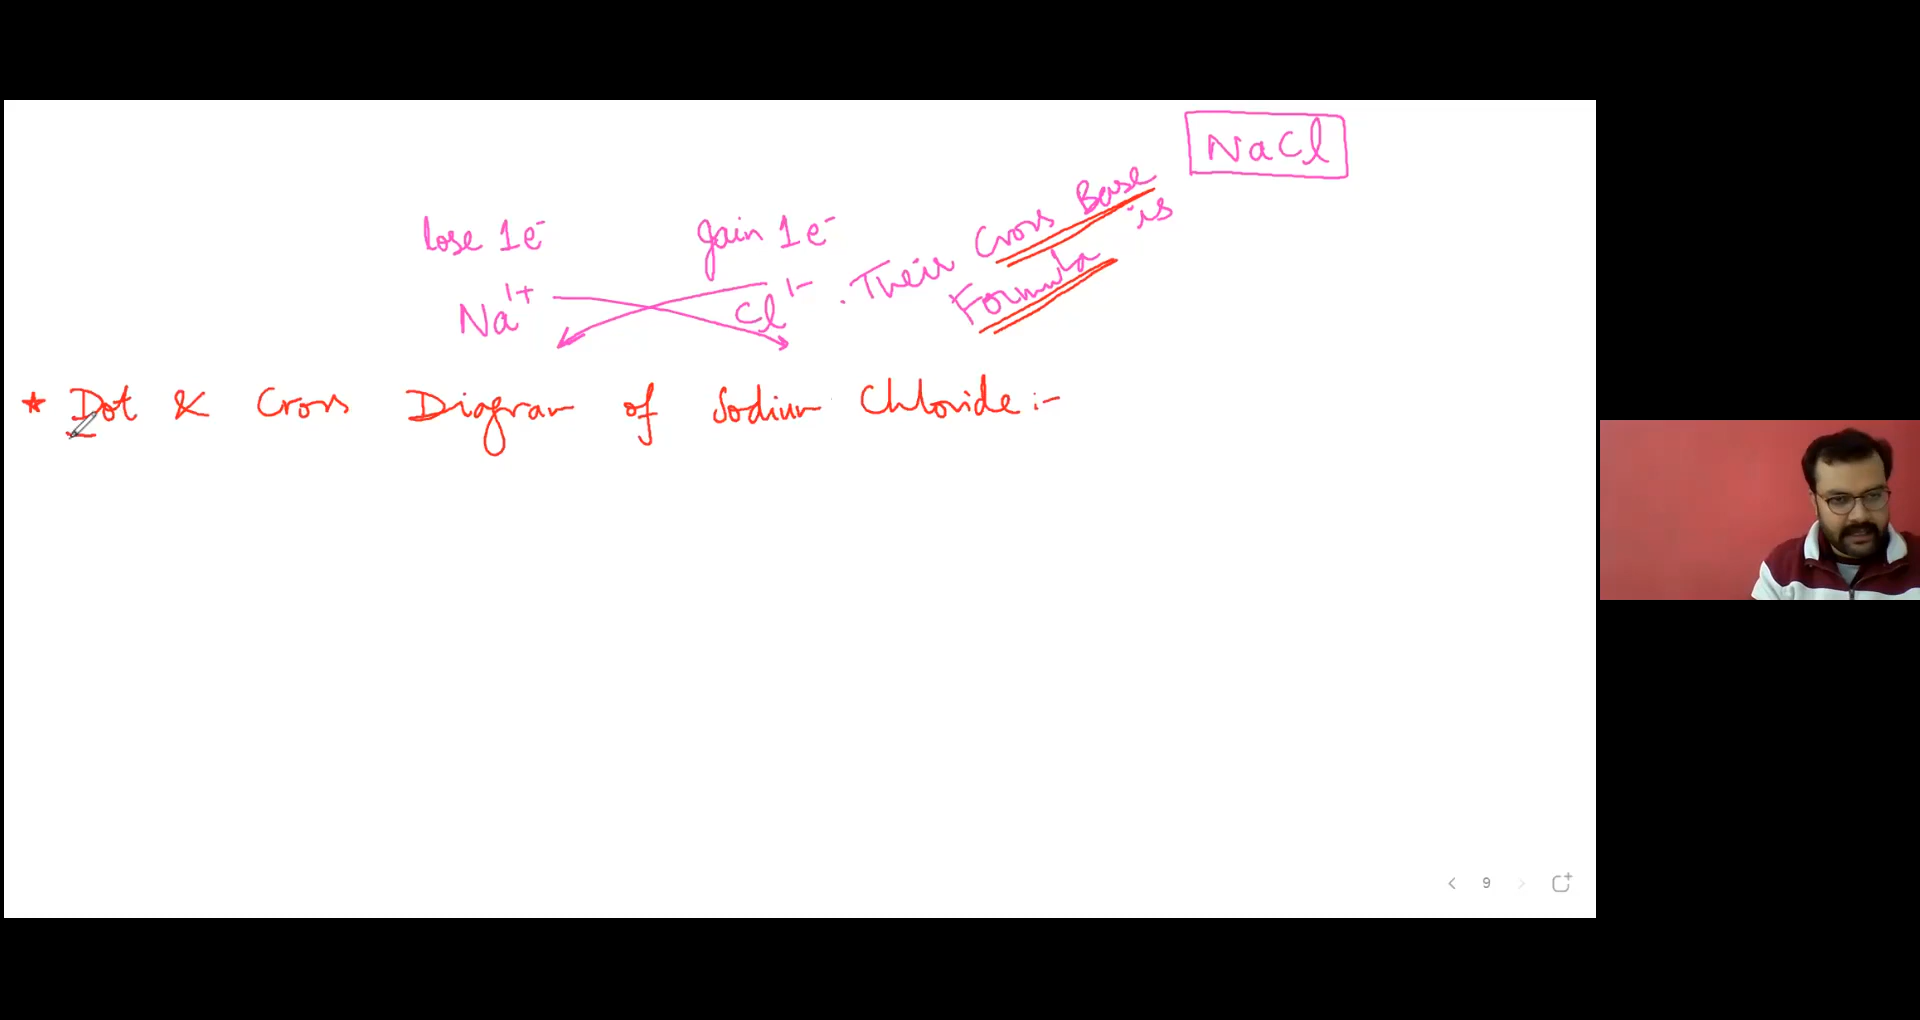 NaCl
lose 1e⁻ gain 1e⁻
Na¹⁺ Cl¹⁻ . Their Cross Base
Formula is
★ Dot & Cross Diagram of Sodium Chloride :-
9